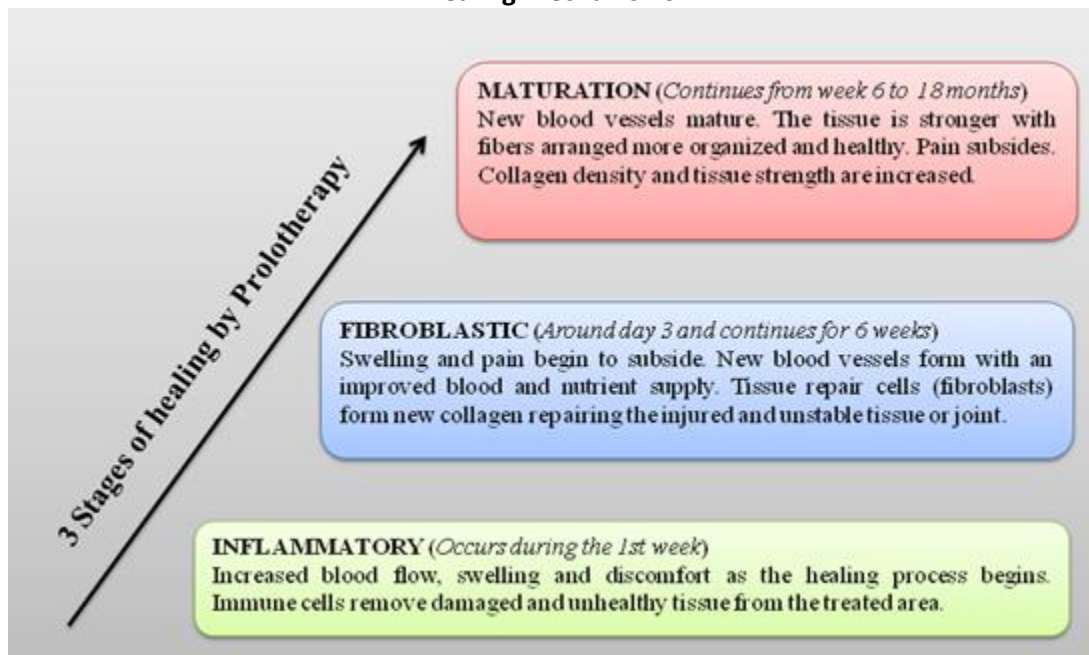 MATURATION (Continues from week 6 to 18 months)
New blood vessels mature. The tissue is stronger with
fibers arranged more organized and healthy. Pain subsides.
Collagen density and tissue strength are increased.
3 Stages of healing by Prolotherapy
FIBROBLASTIC (Around day 3 and continues for 6 weeks)
Swelling and pain begin to subside. New blood vessels form with an
improved blood and nutrient supply. Tissue repair cells (fibroblasts)
form new collagen repairing the injured and unstable tissue or joint.
INFLAMMATORY (Occurs during the 1st week)
Increased blood flow, swelling and discomfort as the healing process begins.
Immune cells remove damaged and unhealthy tissue from the treated area.